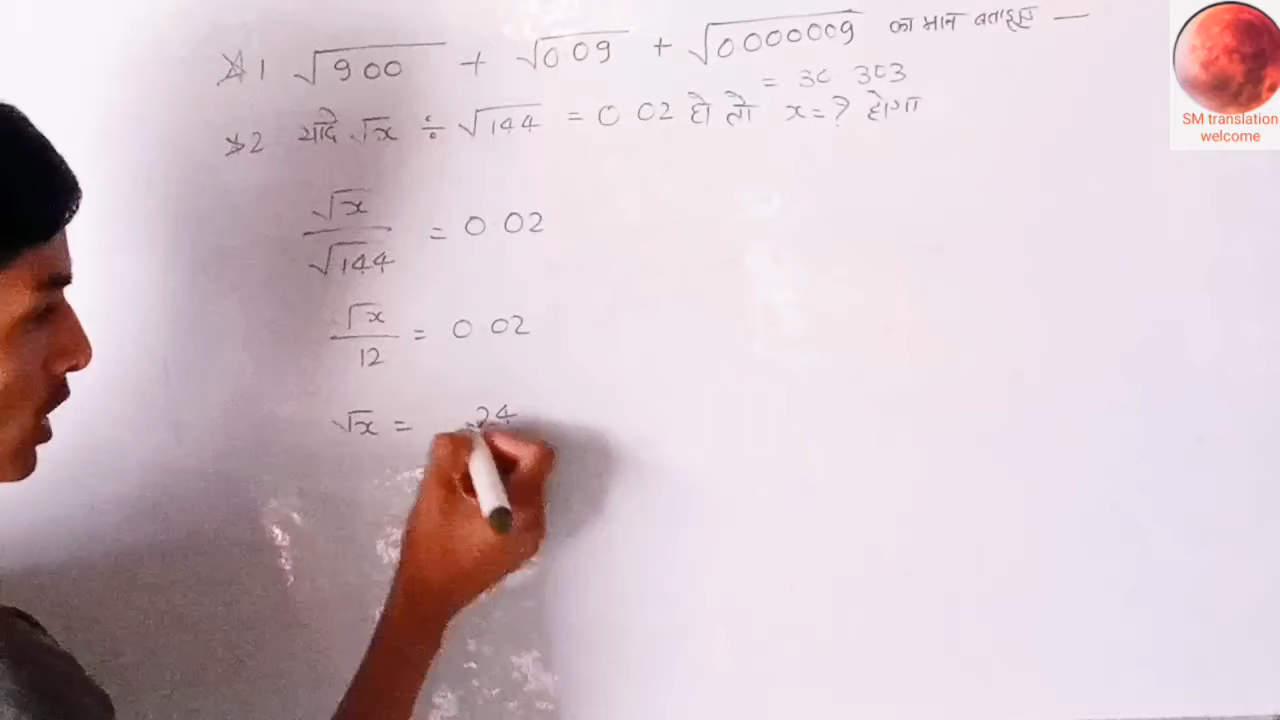 1 √900 + √0.09 + √0.000009 का मान बताइए —
= 30.303
2 यदि √x ÷ √144 = 0.02 हो तो x = ? होगा
√x / √144 = 0.02
√x / 12 = 0.02
√x = .24
SM translation
welcome